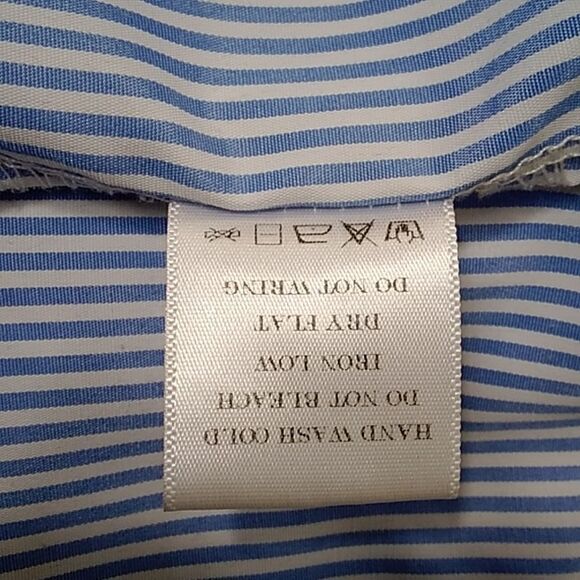 HAND WASH COLD
DO NOT BLEACH
IRON LOW
DRY FLAT
DO NOT WRING